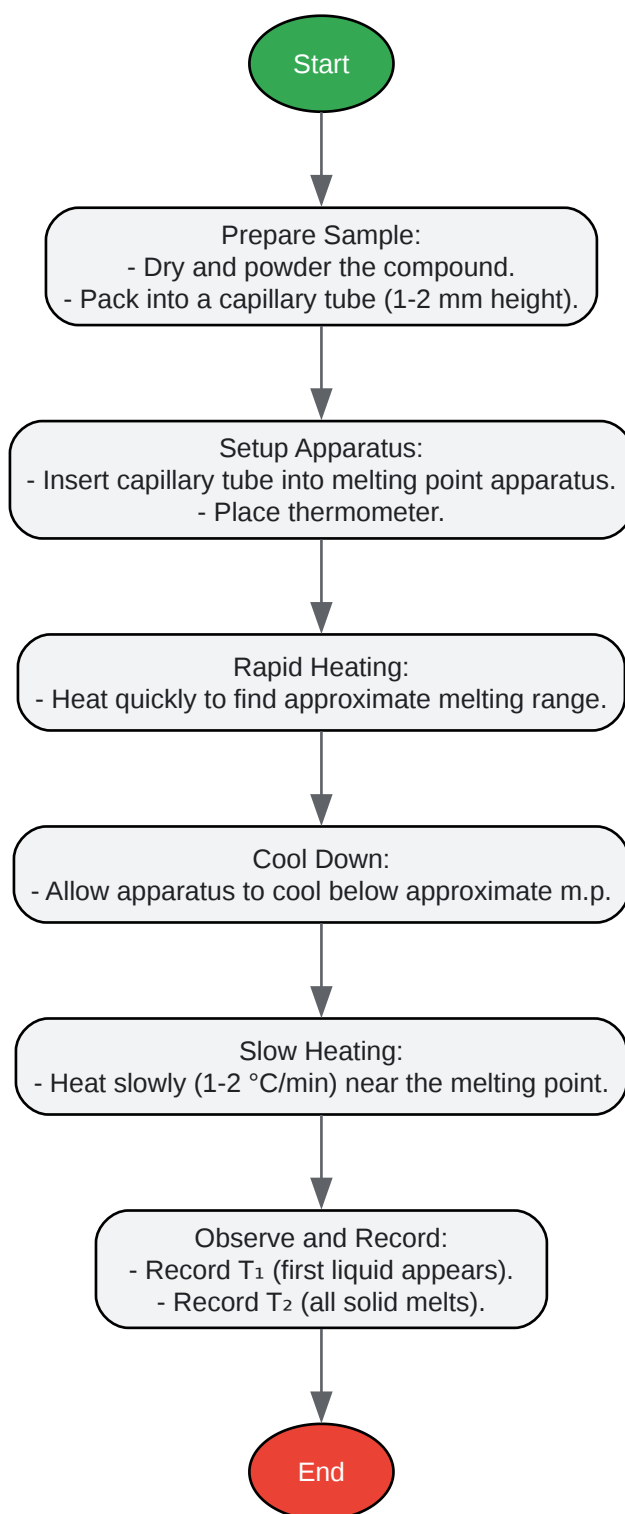 Start
Prepare Sample:
- Dry and powder the compound.
- Pack into a capillary tube (1-2 mm height).
Setup Apparatus:
- Insert capillary tube into melting point apparatus.
- Place thermometer.
Rapid Heating:
- Heat quickly to find approximate melting range.
Cool Down:
- Allow apparatus to cool below approximate m.p.
Slow Heating:
- Heat slowly (1-2 °C/min) near the melting point.
Observe and Record:
- Record T₁ (first liquid appears).
- Record T₂ (all solid melts).
End